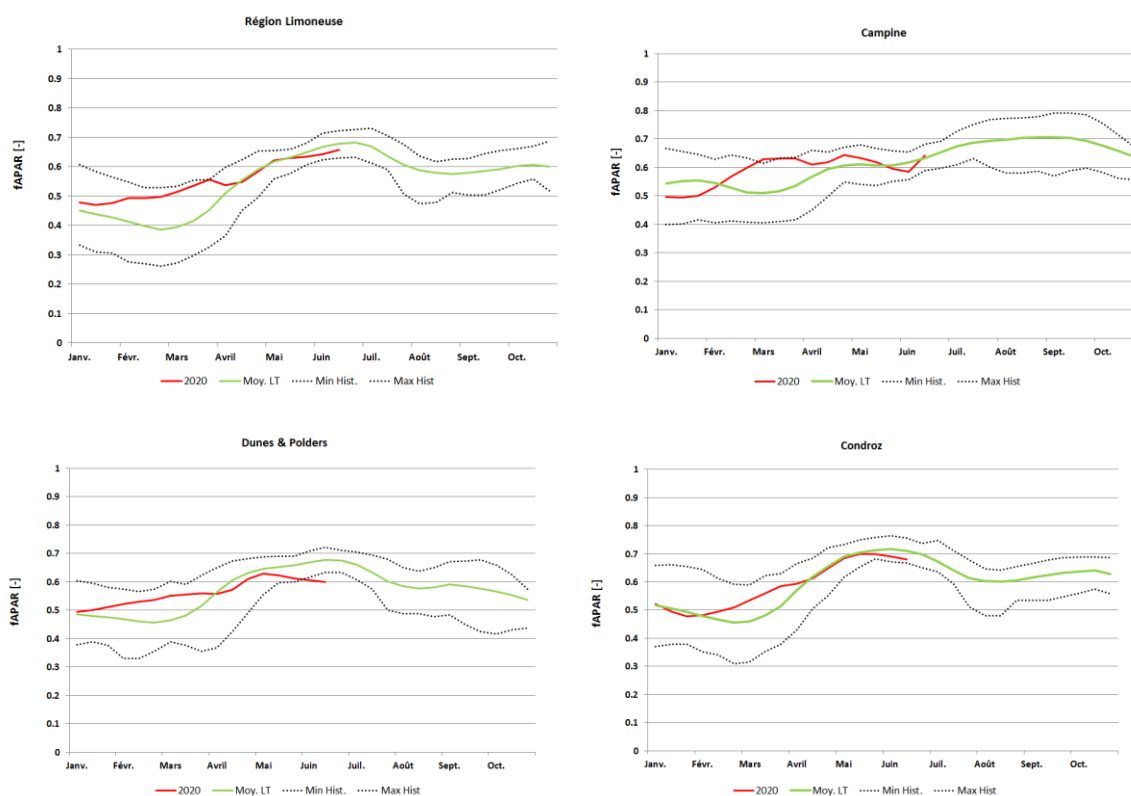 Région Limoneuse
1
0.9
0.8
0.7
0.6
0.5
0.4
0.3
0.2
0.1
0
fAPAR [-]
Janv. Févr. Mars Avril Mai Juin Juil. Août Sept. Oct.
2020 Moy. LT Min Hist. Max Hist
Campine
1
0.9
0.8
0.7
0.6
0.5
0.4
0.3
0.2
0.1
0
fAPAR [-]
Janv. Févr. Mars Avril Mai Juin Juil. Août Sept. Oct.
2020 Moy. LT Min Hist. Max Hist
Dunes & Polders
1
0.9
0.8
0.7
0.6
0.5
0.4
0.3
0.2
0.1
0
fAPAR [-]
Janv. Févr. Mars Avril Mai Juin Juil. Août Sept. Oct.
2020 Moy. LT Min Hist. Max Hist
Condroz
1
0.9
0.8
0.7
0.6
0.5
0.4
0.3
0.2
0.1
0
fAPAR [-]
Janv. Févr. Mars Avril Mai Juin Juil. Août Sept. Oct.
2020 Moy. LT Min Hist. Max Hist